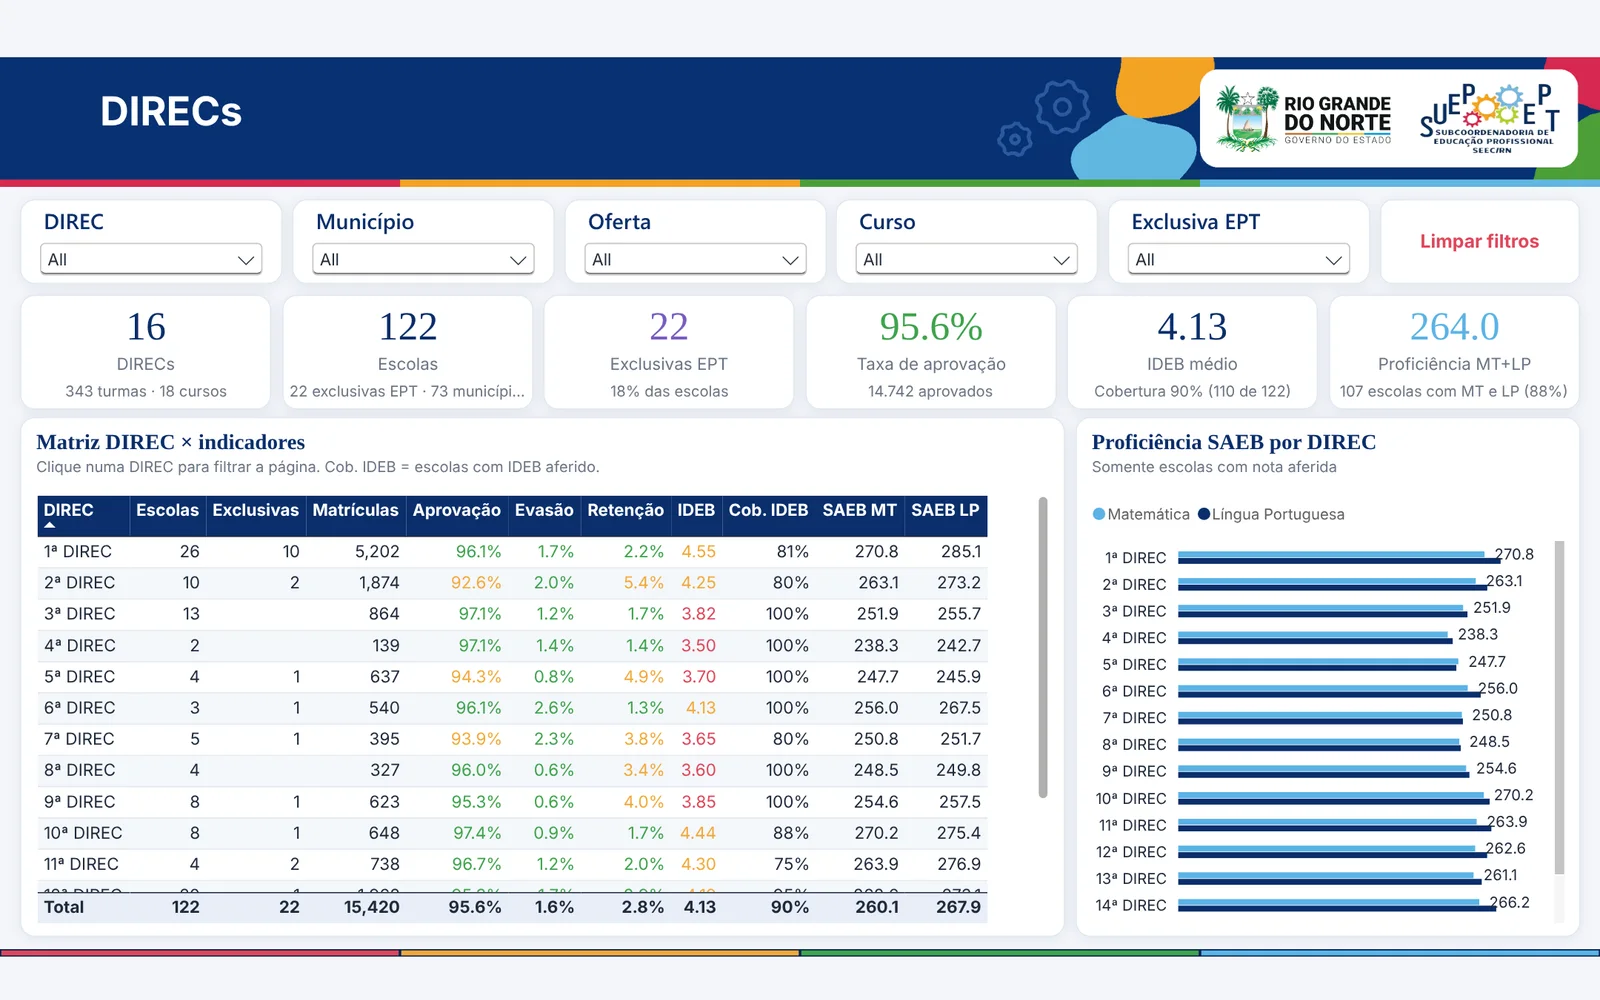 DIRECs
RIO GRANDE
DO NORTE
GOVERNO DO ESTADO
SUEP EPT
SUBCOORDENADORIA DE
EDUCAÇÃO PROFISSIONAL
SEEC/RN
DIREC
All
Município
All
Oferta
All
Curso
All
Exclusiva EPT
All
Limpar filtros
16
DIRECs
343 turmas · 18 cursos
122
Escolas
22 exclusivas EPT · 73 municípi...
22
Exclusivas EPT
18% das escolas
95.6%
Taxa de aprovação
14.742 aprovados
4.13
IDEB médio
Cobertura 90% (110 de 122)
264.0
Proficiência MT+LP
107 escolas com MT e LP (88%)
Matriz DIREC × indicadores
Clique numa DIREC para filtrar a página. Cob. IDEB = escolas com IDEB aferido.
DIREC Escolas Exclusivas Matrículas Aprovação Evasão Retenção IDEB Cob. IDEB SAEB MT SAEB LP
1ª DIREC 26 10 5,202 96.1% 1.7% 2.2% 4.55 81% 270.8 285.1
2ª DIREC 10 2 1,874 92.6% 2.0% 5.4% 4.25 80% 263.1 273.2
3ª DIREC 13 864 97.1% 1.2% 1.7% 3.82 100% 251.9 255.7
4ª DIREC 2 139 97.1% 1.4% 1.4% 3.50 100% 238.3 242.7
5ª DIREC 4 1 637 94.3% 0.8% 4.9% 3.70 100% 247.7 245.9
6ª DIREC 3 1 540 96.1% 2.6% 1.3% 4.13 100% 256.0 267.5
7ª DIREC 5 1 395 93.9% 2.3% 3.8% 3.65 80% 250.8 251.7
8ª DIREC 4 327 96.0% 0.6% 3.4% 3.60 100% 248.5 249.8
9ª DIREC 8 1 623 95.3% 0.6% 4.0% 3.85 100% 254.6 257.5
10ª DIREC 8 1 648 97.4% 0.9% 1.7% 4.44 88% 270.2 275.4
11ª DIREC 4 2 738 96.7% 1.2% 2.0% 4.30 75% 263.9 276.9
Total 122 22 15,420 95.6% 1.6% 2.8% 4.13 90% 260.1 267.9
Proficiência SAEB por DIREC
Somente escolas com nota aferida
Matemática Língua Portuguesa
1ª DIREC 270.8
2ª DIREC 263.1
3ª DIREC 251.9
4ª DIREC 238.3
5ª DIREC 247.7
6ª DIREC 256.0
7ª DIREC 250.8
8ª DIREC 248.5
9ª DIREC 254.6
10ª DIREC 270.2
11ª DIREC 263.9
12ª DIREC 262.6
13ª DIREC 261.1
14ª DIREC 266.2